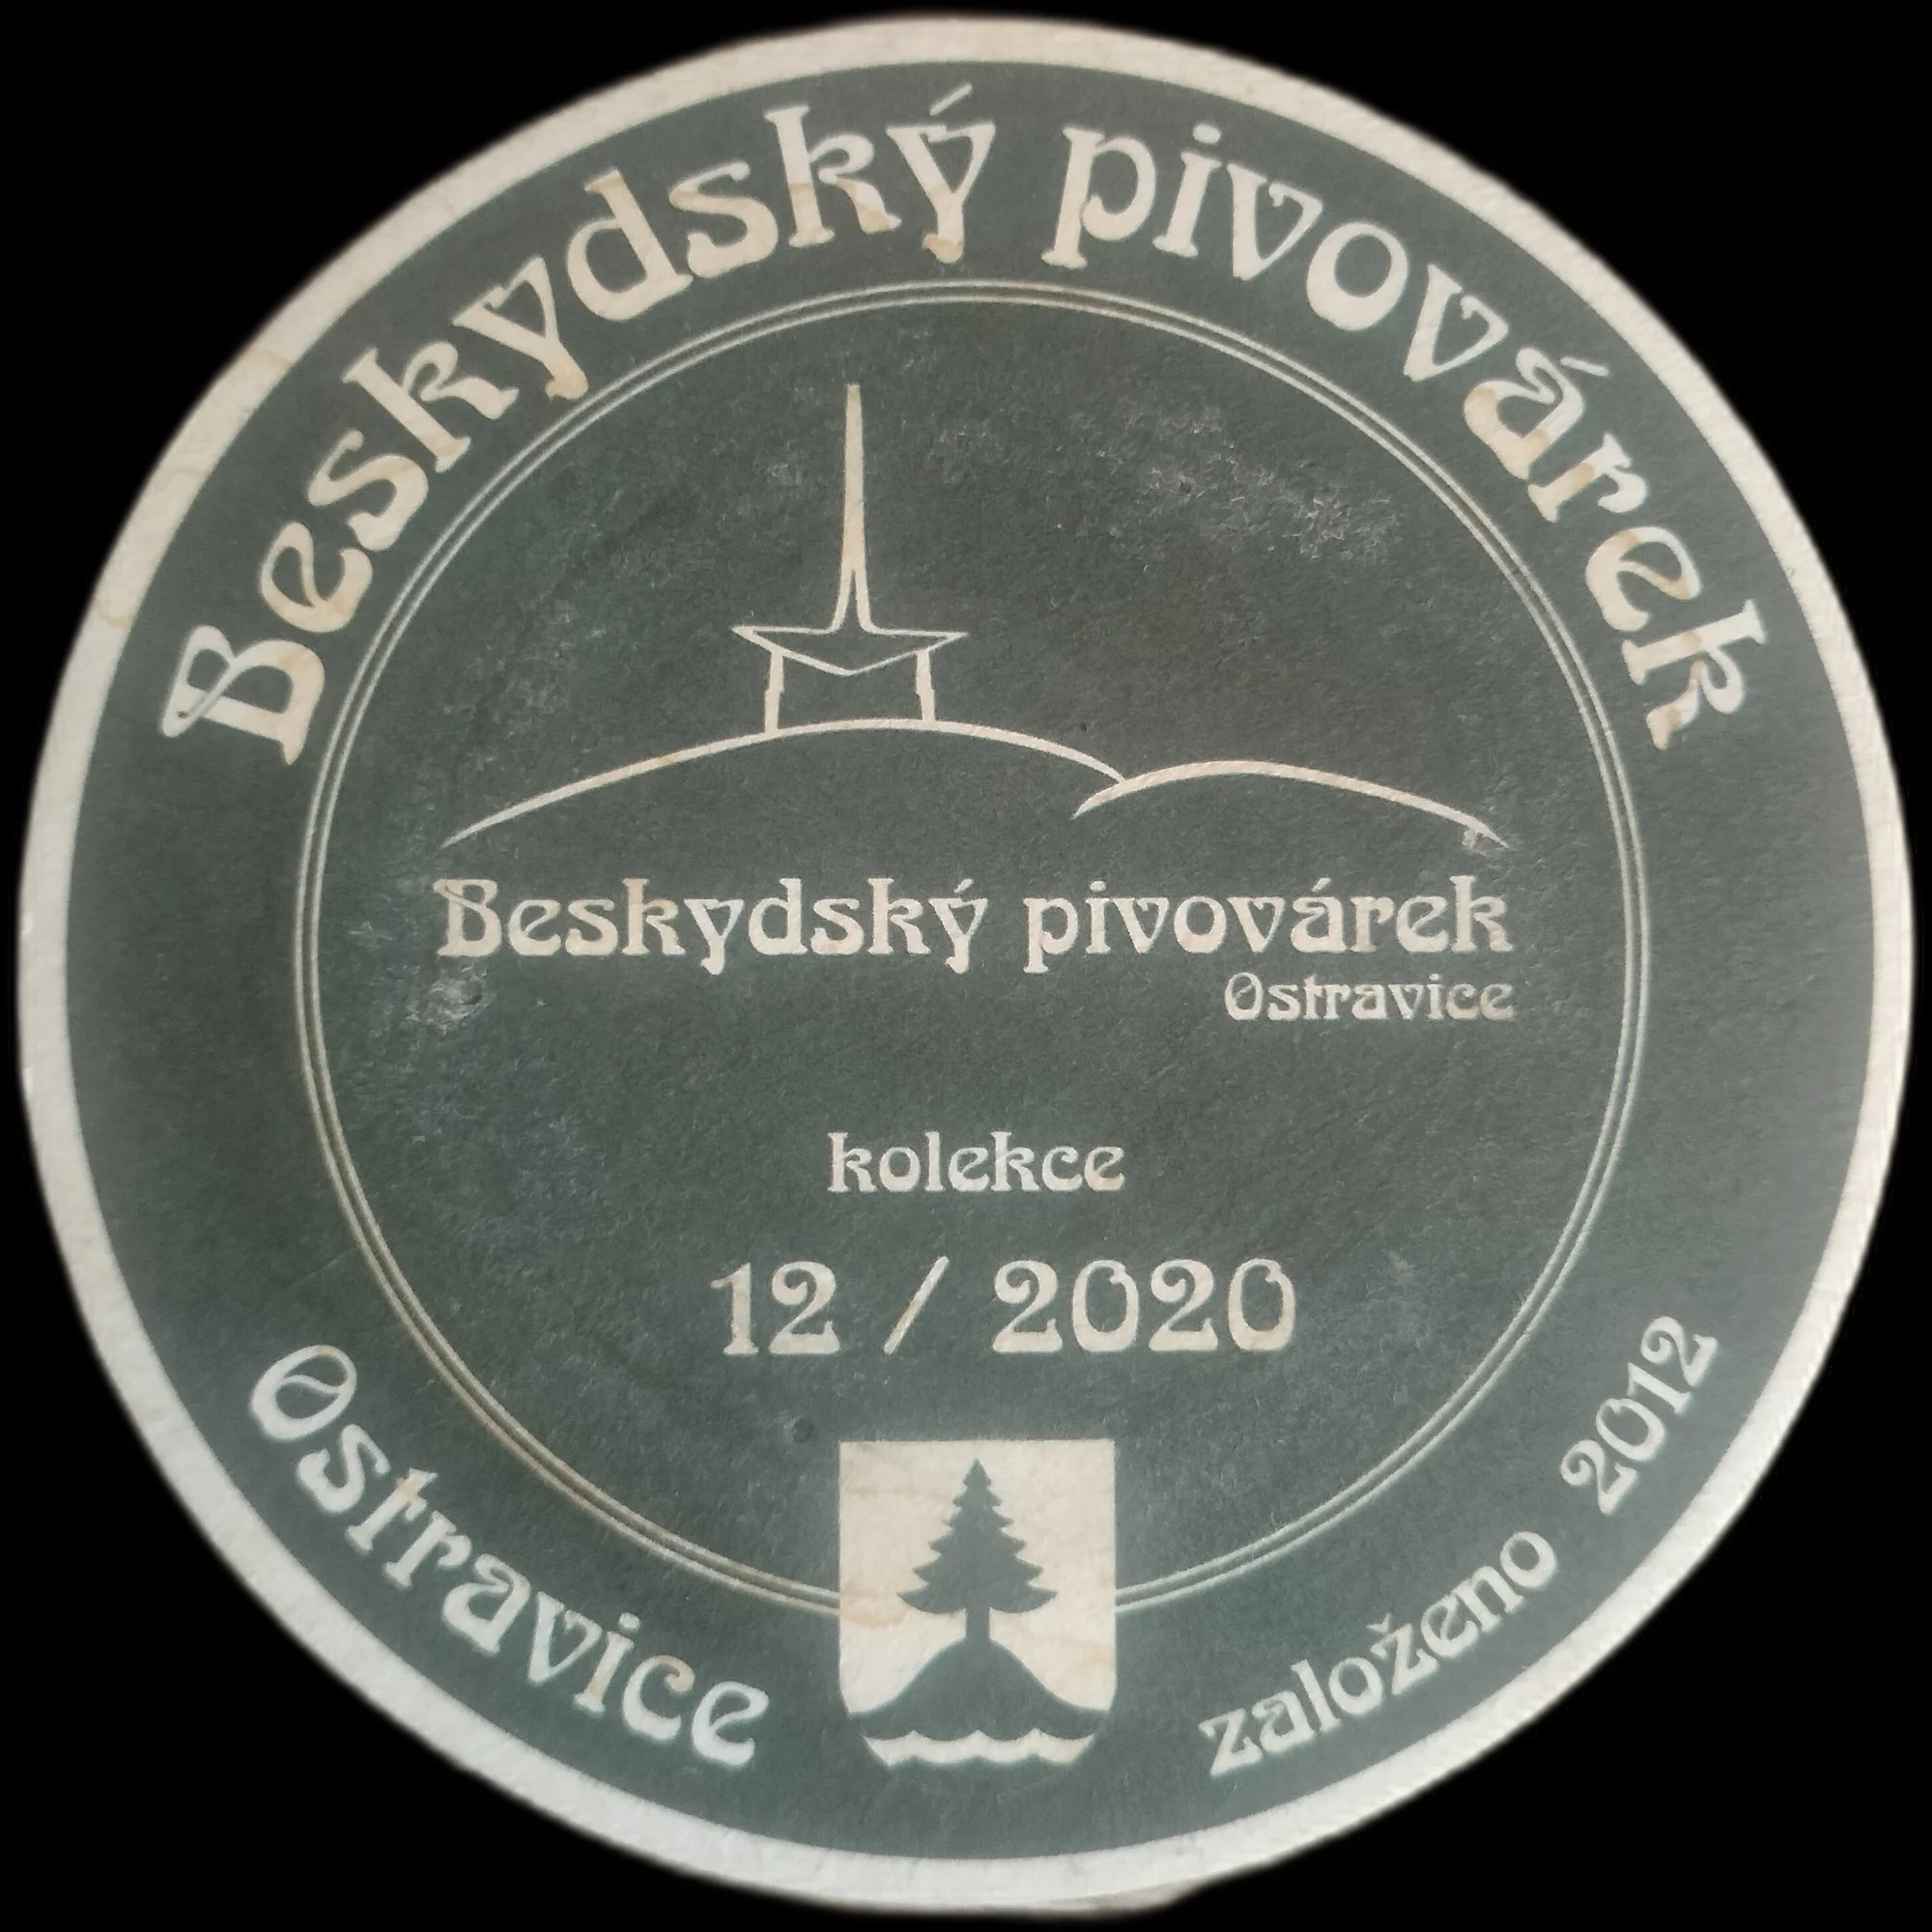 Beskydský pivovárek
Beskydský pivovárek
Ostravice
kolekce
12 / 2020
Ostravice
založeno 2012